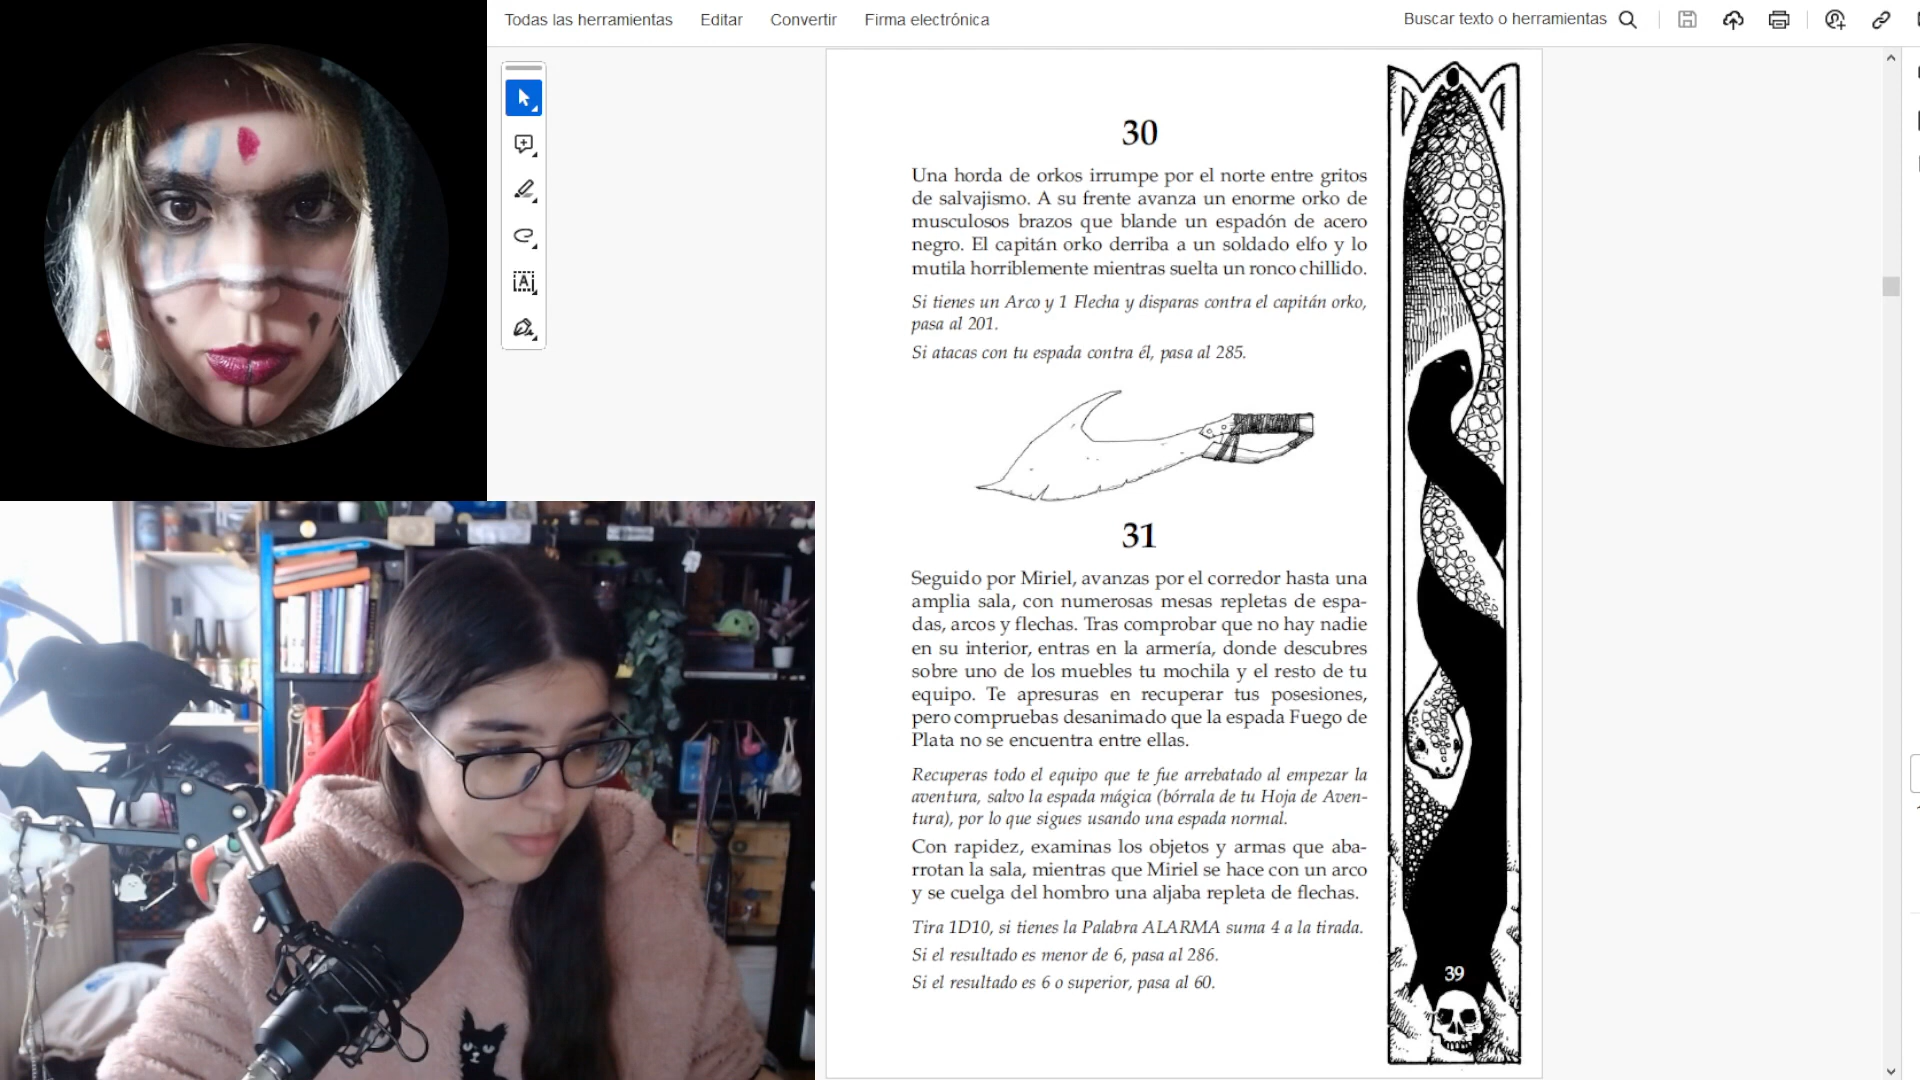 Todas las herramientas Editar Convertir Firma electrónica Buscar texto o herramientas
30
Una horda de orkos irrumpe por el norte entre gritos
de salvajismo. A su frente avanza un enorme orko de
musculosos brazos que blande un espadón de acero
negro. El capitán orko derriba a un soldado elfo y lo
mutila horriblemente mientras suelta un ronco chillido.
Si tienes un Arco y 1 Flecha y disparas contra el capitán orko,
pasa al 201.
Si atacas con tu espada contra él, pasa al 285.
31
Seguido por Miriel, avanzas por el corredor hasta una
amplia sala, con numerosas mesas repletas de espa-
das, arcos y flechas. Tras comprobar que no hay nadie
en su interior, entras en la armería, donde descubres
sobre uno de los muebles tu mochila y el resto de tu
equipo. Te apresuras en recuperar tus posesiones,
pero compruebas desanimado que la espada Fuego de
Plata no se encuentra entre ellas.
Recuperas todo el equipo que te fue arrebatado al empezar la
aventura, salvo la espada mágica (bórrala de tu Hoja de Aven-
tura), por lo que sigues usando una espada normal.
Con rapidez, examinas los objetos y armas que aba-
rrotan la sala, mientras que Miriel se hace con un arco
y se cuelga del hombro una aljaba repleta de flechas.
Tira 1D10, si tienes la Palabra ALARMA suma 4 a la tirada.
Si el resultado es menor de 6, pasa al 286.
Si el resultado es 6 o superior, pasa al 60.
39